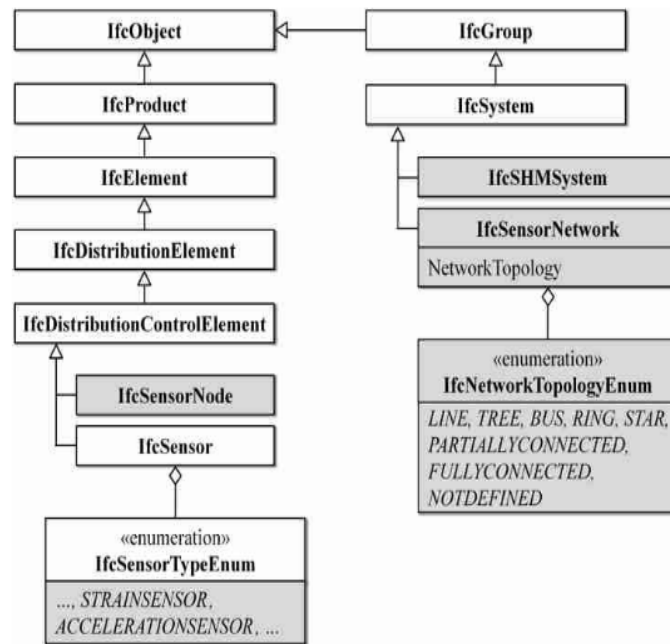 IfcObject
IfcProduct
IfcElement
IfcDistributionElement
IfcDistributionControlElement
IfcSensorNode
IfcSensor
«enumeration»
IfcSensorTypeEnum
..., STRAINSENSOR,
ACCELERATIONSENSOR, ...
IfcGroup
IfcSystem
IfcSHMSystem
IfcSensorNetwork
NetworkTopology
«enumeration»
IfcNetworkTopologyEnum
LINE, TREE, BUS, RING, STAR,
PARTIALLYCONNECTED,
FULLYCONNECTED,
NOTDEFINED